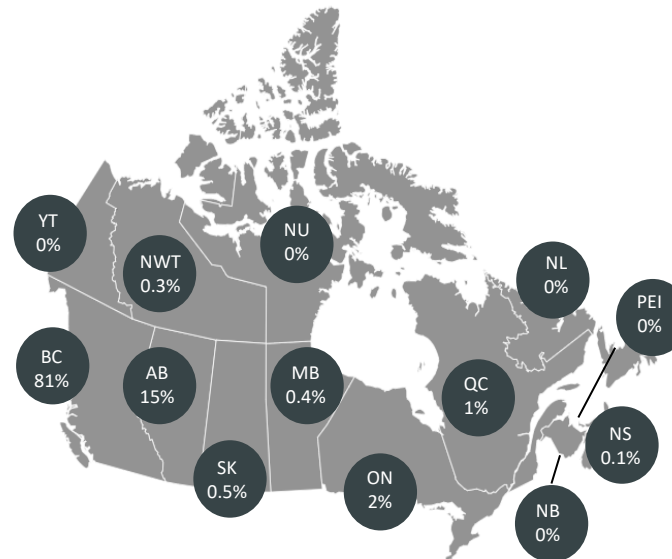 YT
0%
NWT
0.3%
NU
0%
NL
0%
PEI
0%
BC
81%
AB
15%
MB
0.4%
QC
1%
NS
0.1%
SK
0.5%
ON
2%
NB
0%